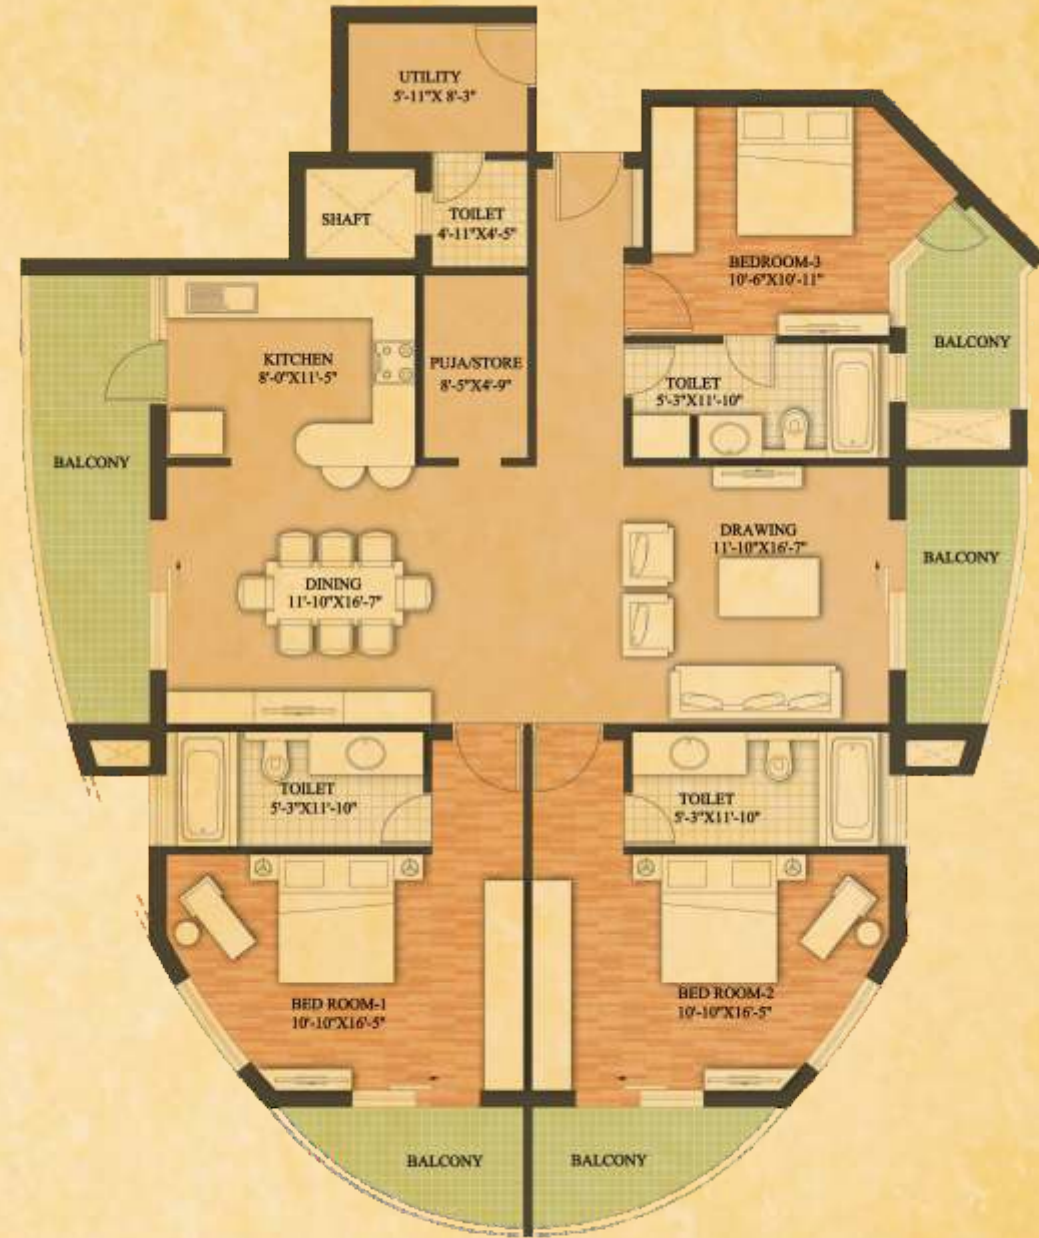 UTILITY
5'-11"X 8'-3"
SHAFT
TOILET
4'-11"X4'-5"
BEDROOM-3
10'-6"X10'-11"
BALCONY
KITCHEN
8'-0"X11'-5"
PUJA/STORE
8'-5"X4'-9"
TOILET
5'-3"X11'-10"
BALCONY
DRAWING
11'-10"X16'-7"
BALCONY
DINING
11'-10"X16'-7"
TOILET
5'-3"X11'-10"
TOILET
5'-3"X11'-10"
BED ROOM-1
10'-10"X16'-5"
BED ROOM-2
10'-10"X16'-5"
BALCONY
BALCONY